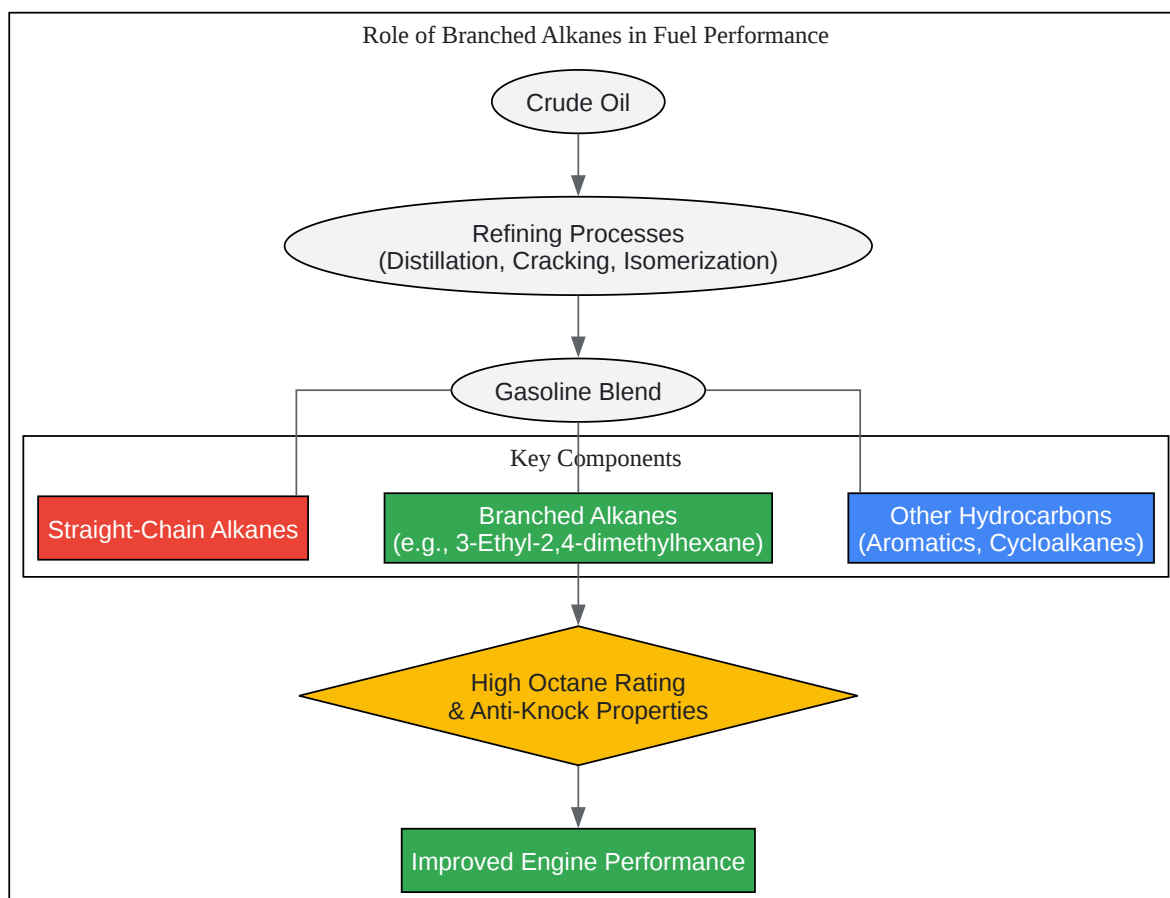 Role of Branched Alkanes in Fuel Performance
Crude Oil
Refining Processes
(Distillation, Cracking, Isomerization)
Gasoline Blend
Key Components
Straight-Chain Alkanes
Branched Alkanes
(e.g., 3-Ethyl-2,4-dimethylhexane)
Other Hydrocarbons
(Aromatics, Cycloalkanes)
High Octane Rating
& Anti-Knock Properties
Improved Engine Performance